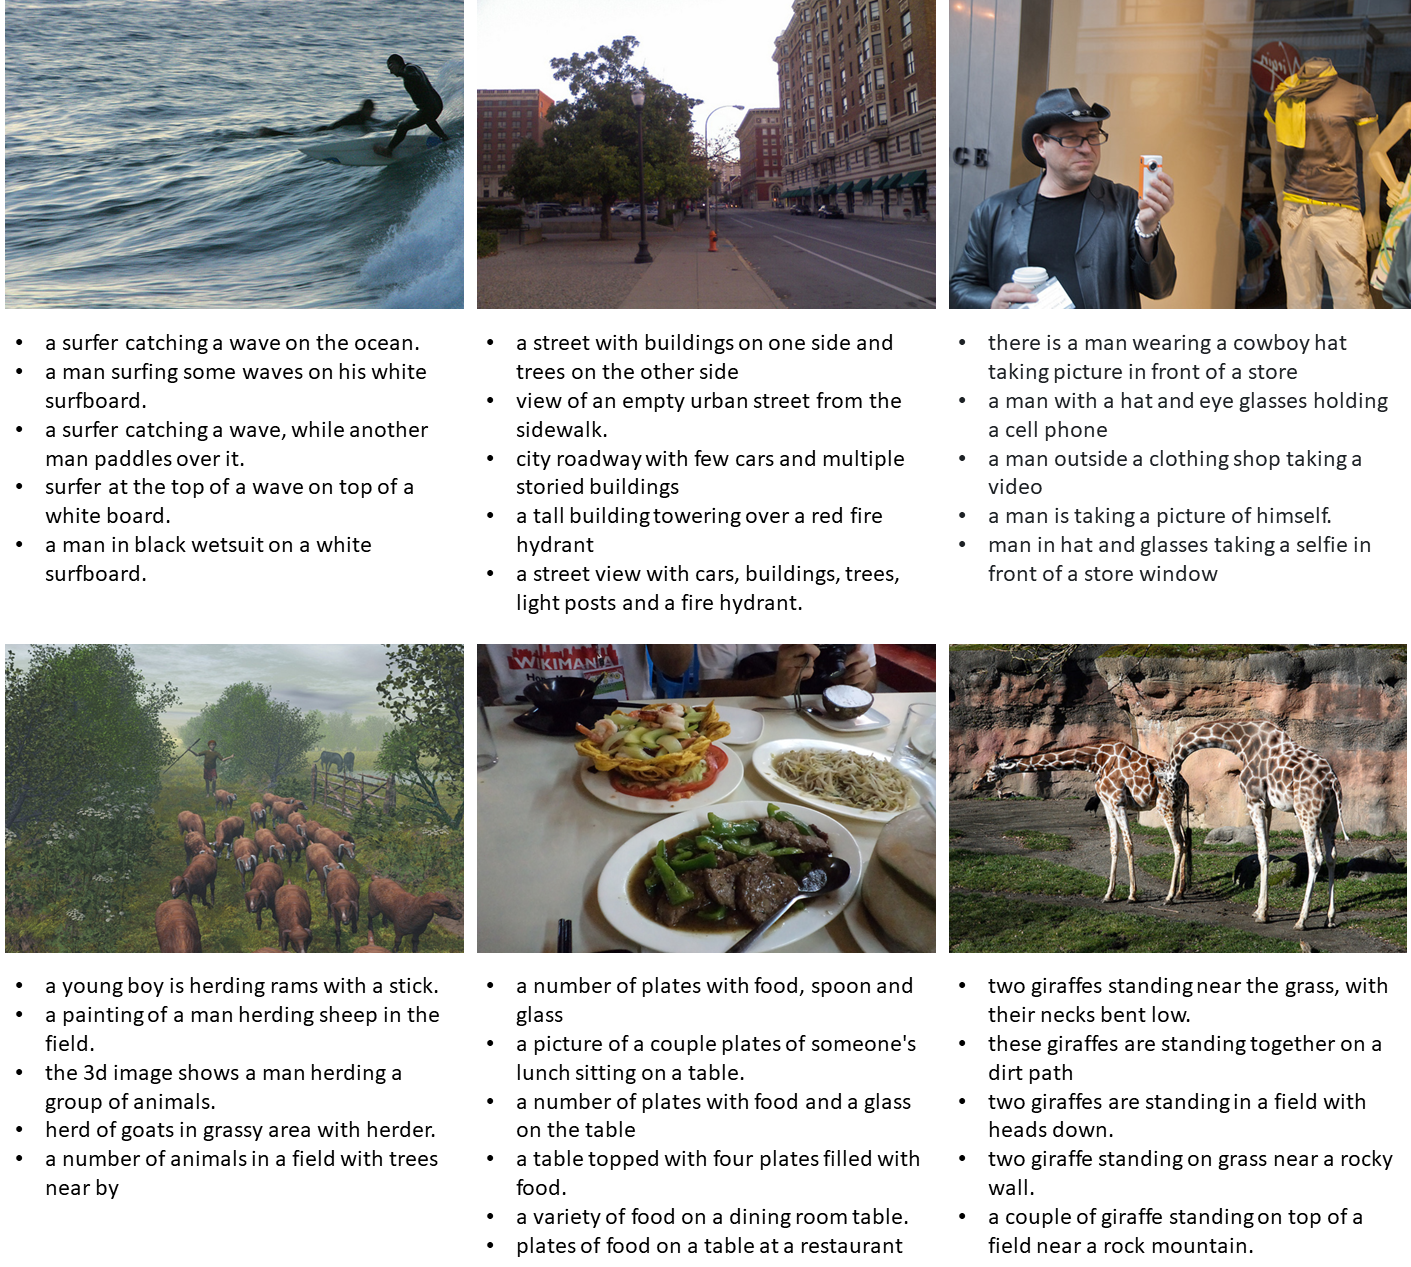 Virgin
CE
• a surfer catching a wave on the ocean.
• a man surfing some waves on his white
surfboard.
• a surfer catching a wave, while another
man paddles over it.
• surfer at the top of a wave on top of a
white board.
• a man in black wetsuit on a white
surfboard.
• a street with buildings on one side and
trees on the other side
• view of an empty urban street from the
sidewalk.
• city roadway with few cars and multiple
storied buildings
• a tall building towering over a red fire
hydrant
• a street view with cars, buildings, trees,
light posts and a fire hydrant.
• there is a man wearing a cowboy hat
taking picture in front of a store
• a man with a hat and eye glasses holding
a cell phone
• a man outside a clothing shop taking a
video
• a man is taking a picture of himself.
• man in hat and glasses taking a selfie in
front of a store window
WIKIMANIA
• a young boy is herding rams with a stick.
• a painting of a man herding sheep in the
field.
• the 3d image shows a man herding a
group of animals.
• herd of goats in grassy area with herder.
• a number of animals in a field with trees
near by
• a number of plates with food, spoon and
glass
• a picture of a couple plates of someone's
lunch sitting on a table.
• a number of plates with food and a glass
on the table
• a table topped with four plates filled with
food.
• a variety of food on a dining room table.
• plates of food on a table at a restaurant
• two giraffes standing near the grass, with
their necks bent low.
• these giraffes are standing together on a
dirt path
• two giraffes are standing in a field with
heads down.
• two giraffe standing on grass near a rocky
wall.
• a couple of giraffe standing on top of a
field near a rock mountain.